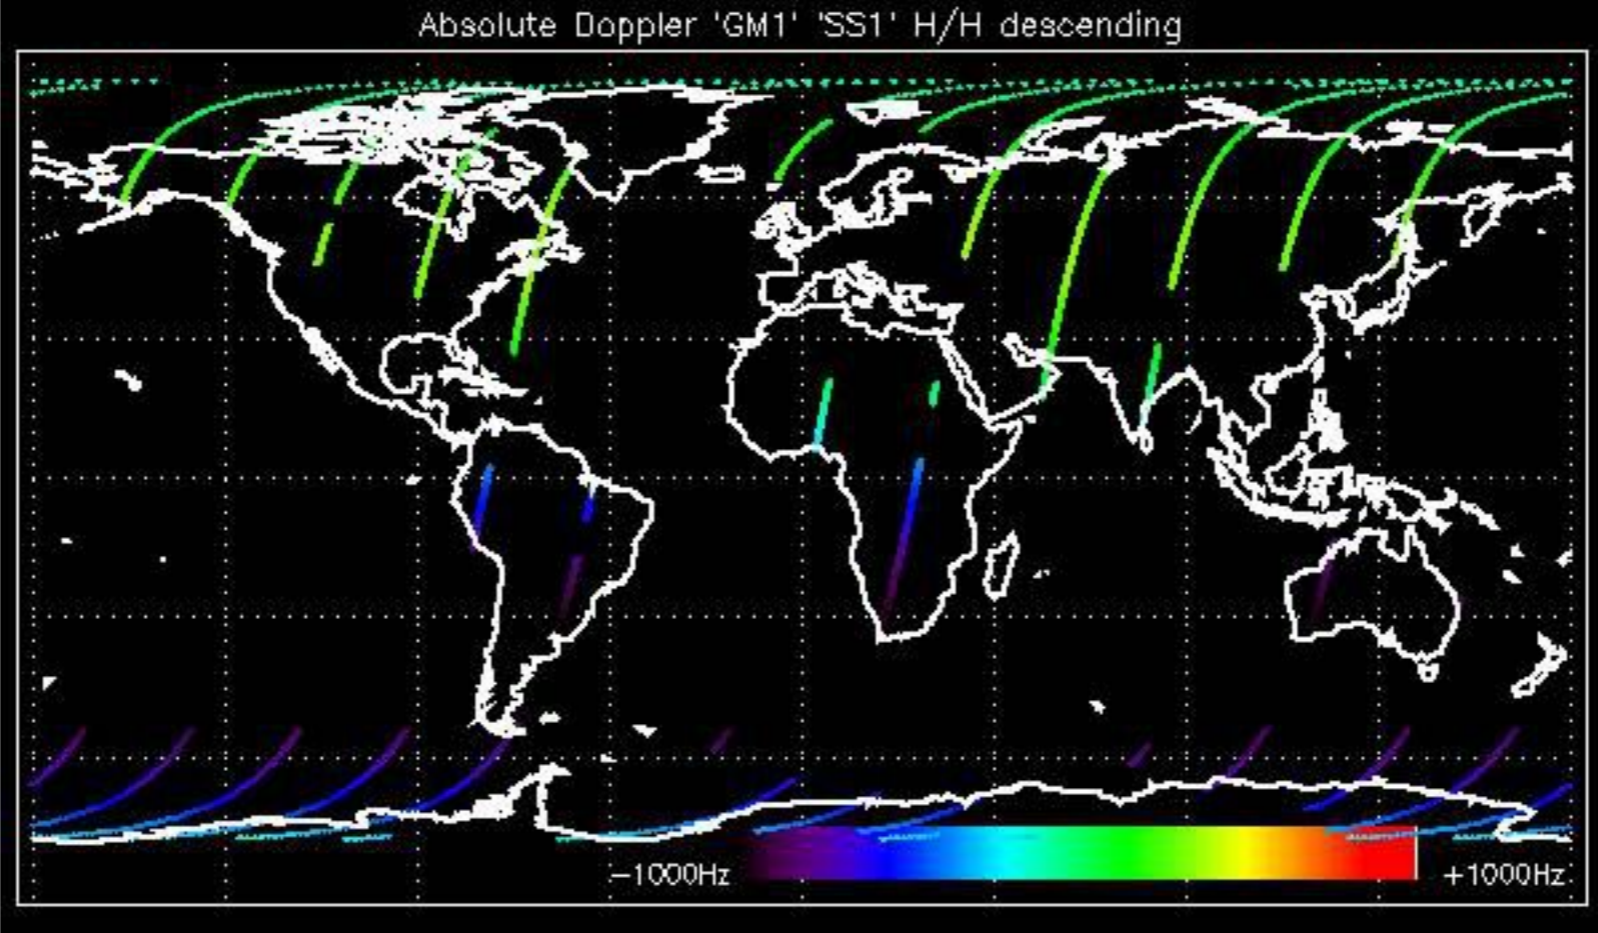 Absolute Doppler 'GM1' 'SS1' H/H descending
−1000Hz +1000Hz